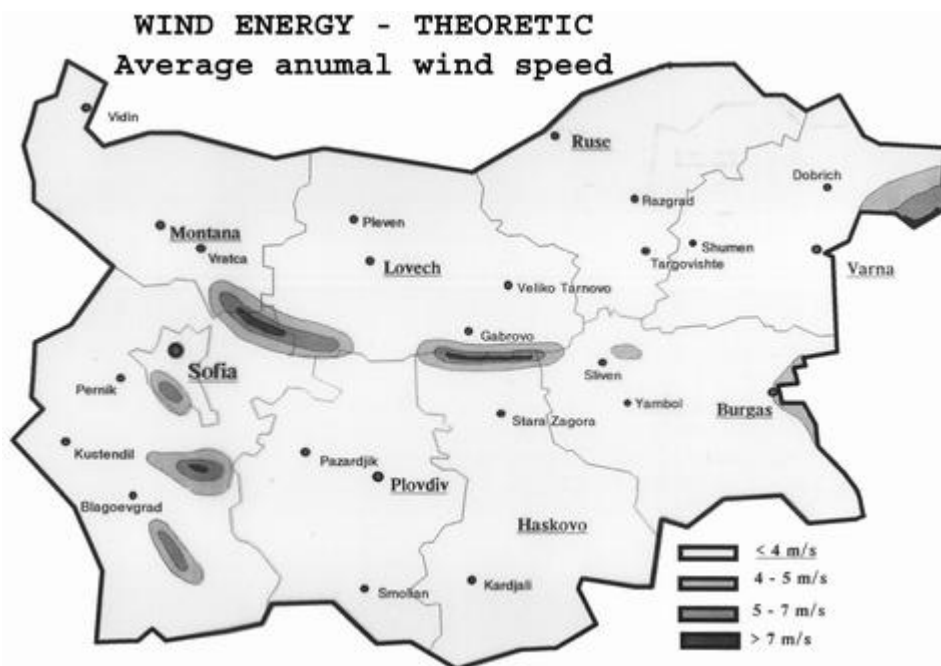 WIND ENERGY - THEORETIC
Average anumal wind speed
Vidin
Ruse
Dobrich
Razgrad
Pleven
Montana
Shumen
Vratca
Targovishte
Lovech
Varna
Veliko Tarnovo
Gabrovo
Sofia
Sliven
Pernik
Yambol
Burgas
Stara Zagora
Kustendil
Pazardjik
Plovdiv
Blagoevgrad
Haskovo
< 4 m/s
4 - 5 m/s
Kardjali
Smolian
5 - 7 m/s
> 7 m/s